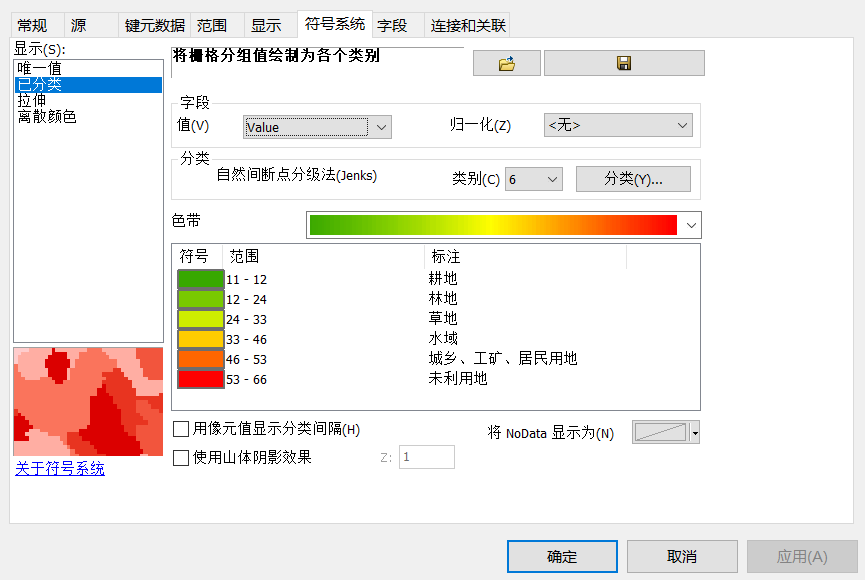 常规 源 键元数据 范围 显示 符号系统 字段 连接和关联
显示(S):
唯一值
已分类
拉伸
离散颜色
将栅格分组值绘制为各个类别
字段
值(V) Value 归一化(Z) <无>
分类
自然间断点分级法(Jenks) 类别(C) 6 分类(Y)...
色带
符号 范围 标注
11 - 12 耕地
12 - 24 林地
24 - 33 草地
33 - 46 水域
46 - 53 城乡、工矿、居民用地
53 - 66 未利用地
用像元值显示分类间隔(H) 将 NoData 显示为(N)
使用山体阴影效果 Z: 1
关于符号系统
确定 取消 应用(A)